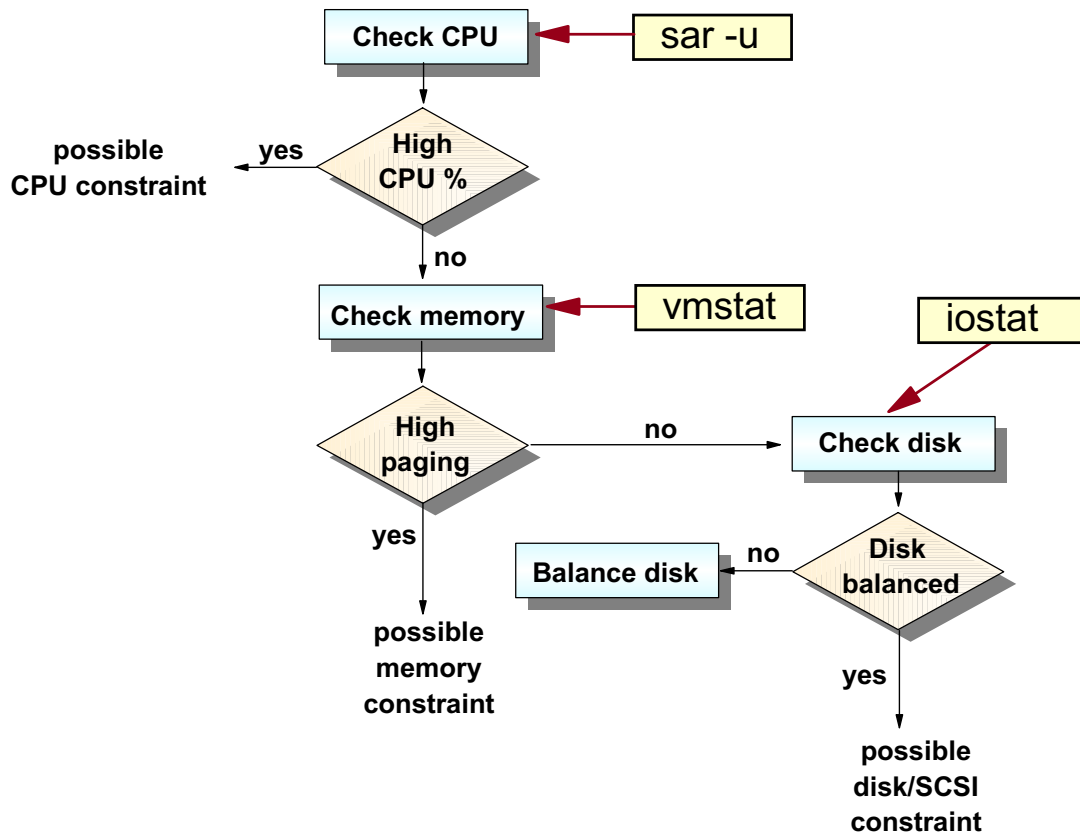 Check CPU
sar -u
High
CPU %
yes
possible
CPU constraint
no
Check memory
vmstat
iostat
High
paging
no
Check disk
yes
Disk
balanced
no
Balance disk
possible
memory
constraint
yes
possible
disk/SCSI
constraint